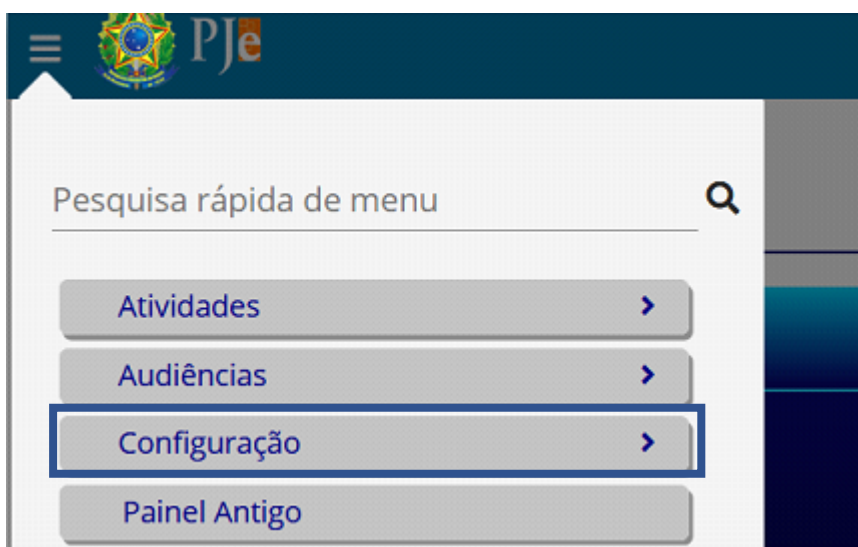 PJe
Pesquisa rápida de menu
Atividades
Audiências
Configuração
Painel Antigo